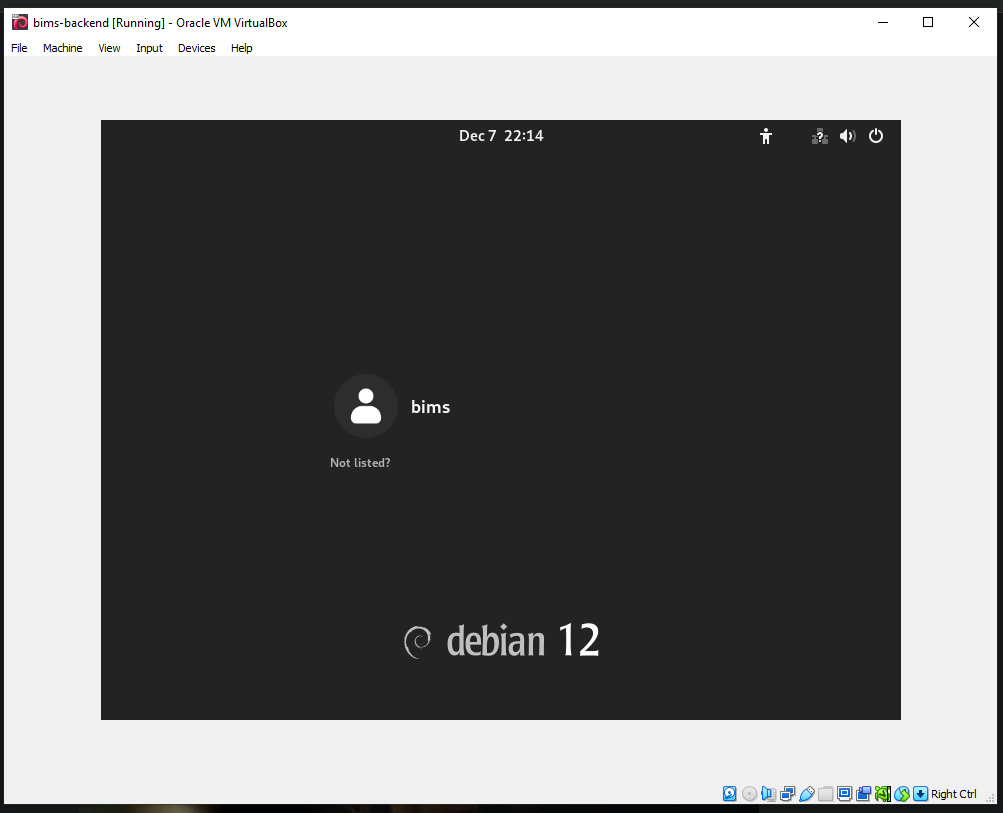 bims-backend [Running] - Oracle VM VirtualBox
File Machine View Input Devices Help
Dec 7 22:14
bims
Not listed?
debian 12
Right Ctrl